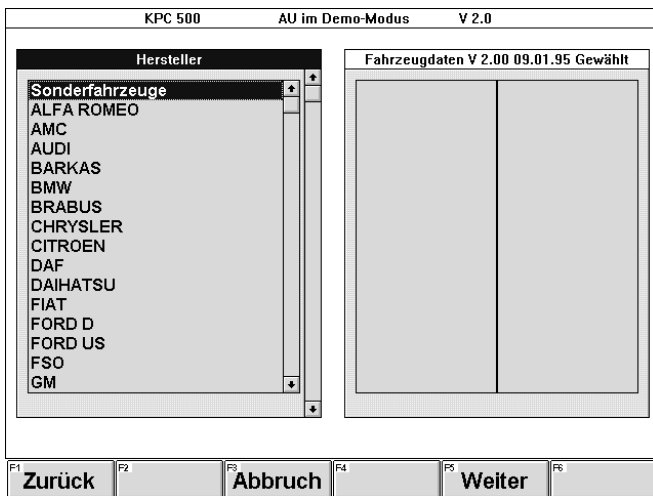 KPC 500 AU im Demo-Modus V 2.0
Hersteller
Sonderfahrzeuge
ALFA ROMEO
AMC
AUDI
BARKAS
BMW
BRABUS
CHRYSLER
CITROEN
DAF
DAIHATSU
FIAT
FORD D
FORD US
FSO
GM
Fahrzeugdaten V 2.00 09.01.95 Gewählt
F1 Zurück F2 F3 Abbruch F4 F5 Weiter F6